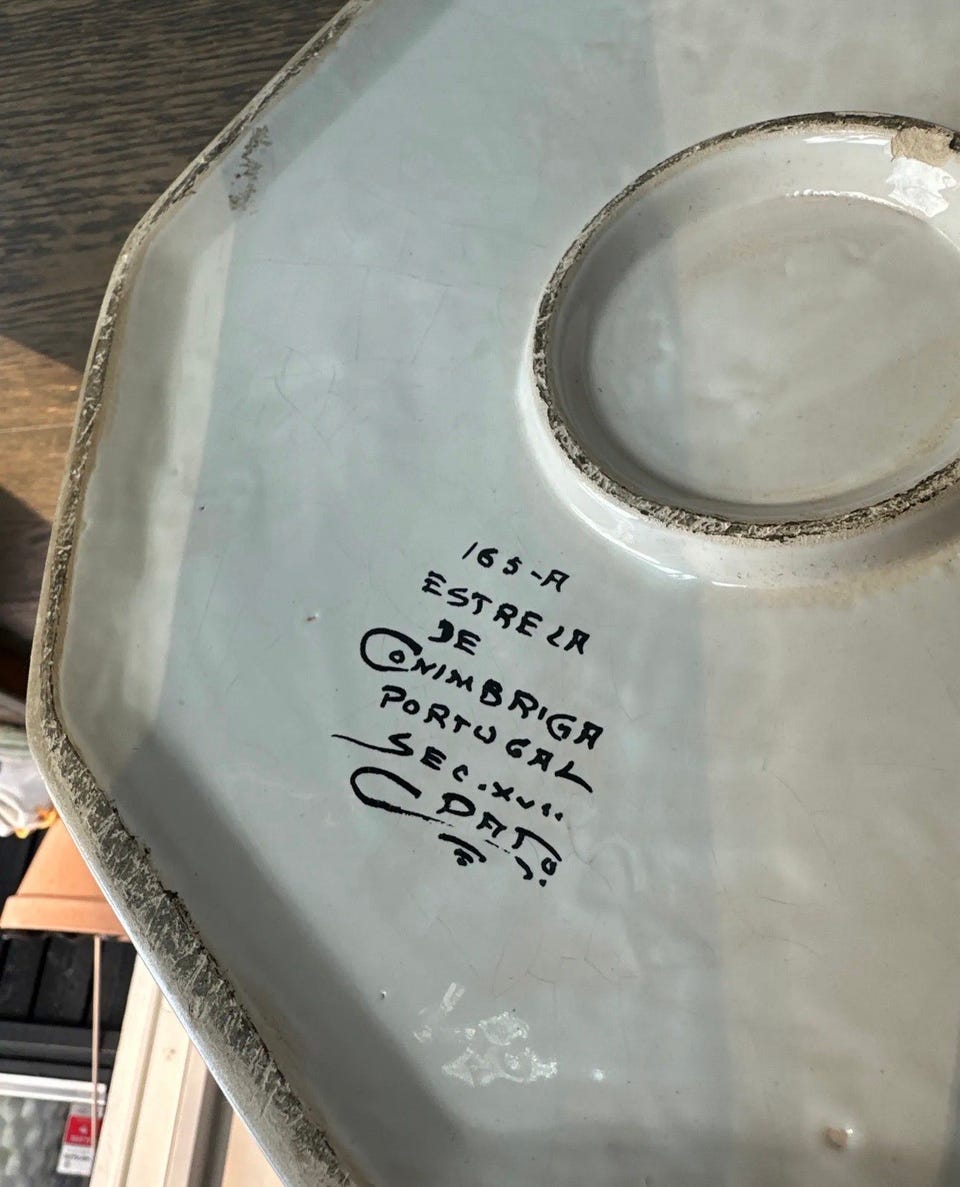 165-A
ESTRELA
DE
CONIMBRIGA
PORTUGAL
SEC.XVII